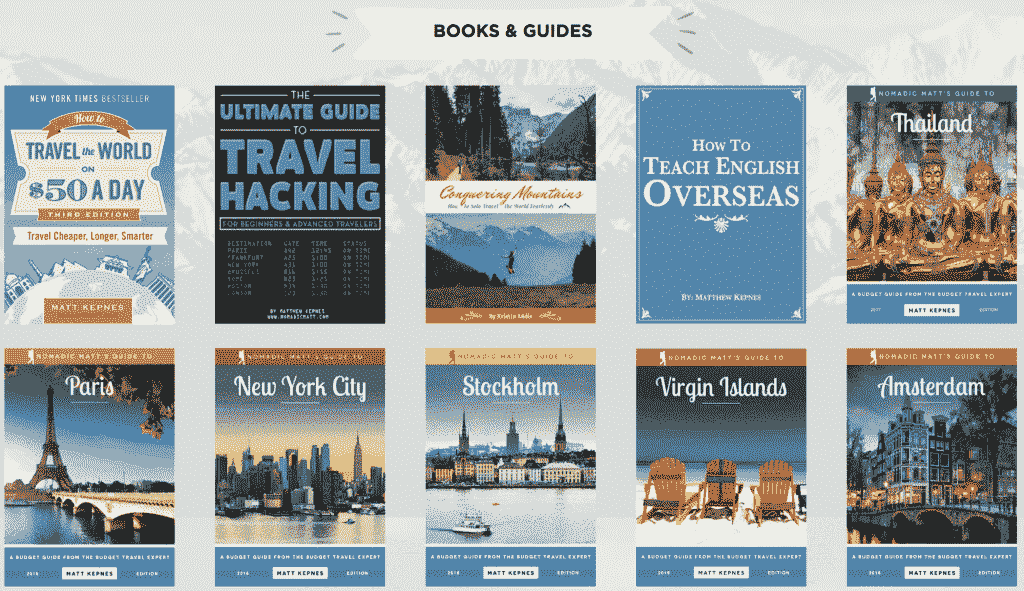 BOOKS & GUIDES
NEW YORK TIMES BESTSELLER
How to
TRAVEL the WORLD
ON
$50 A DAY
THIRD EDITION
Travel Cheaper, Longer, Smarter
MATT KEPNES
THE
ULTIMATE GUIDE
TO
TRAVEL
HACKING
FOR BEGINNERS & ADVANCED TRAVELERS
DESTINATION GATE TIME STATUS
BY MATTHEW KEPNES
WWW.NOMADICMATT.COM
Conquering Mountains
How To Solo Travel the World Fearlessly
HOW TO
TEACH ENGLISH
OVERSEAS
BY: MATTHEW KEPNES
NOMADIC MATT'S GUIDE TO
Thailand
A BUDGET GUIDE FROM THE BUDGET TRAVEL EXPERT
2017 MATT KEPNES EDITION
NOMADIC MATT'S GUIDE TO
Paris
A BUDGET GUIDE FROM THE BUDGET TRAVEL EXPERT
2016 MATT KEPNES EDITION
NOMADIC MATT'S GUIDE TO
New York City
A BUDGET GUIDE FROM THE BUDGET TRAVEL EXPERT
2016 MATT KEPNES EDITION
NOMADIC MATT'S GUIDE TO
Stockholm
A BUDGET GUIDE FROM THE BUDGET TRAVEL EXPERT
2016 MATT KEPNES EDITION
NOMADIC MATT'S GUIDE TO
Virgin Islands
A BUDGET GUIDE FROM THE BUDGET TRAVEL EXPERT
2016 MATT KEPNES EDITION
NOMADIC MATT'S GUIDE TO
Amsterdam
A BUDGET GUIDE FROM THE BUDGET TRAVEL EXPERT
2016 MATT KEPNES EDITION